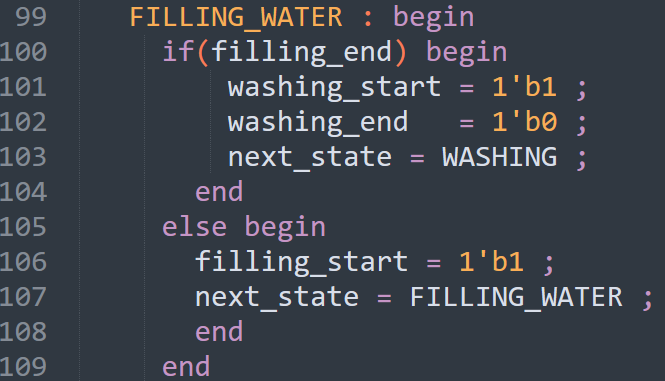 99 FILLING_WATER : begin
100 if(filling_end) begin
101 washing_start = 1'b1 ;
102 washing_end = 1'b0 ;
103 next_state = WASHING ;
104 end
105 else begin
106 filling_start = 1'b1 ;
107 next_state = FILLING_WATER ;
108 end
109 end